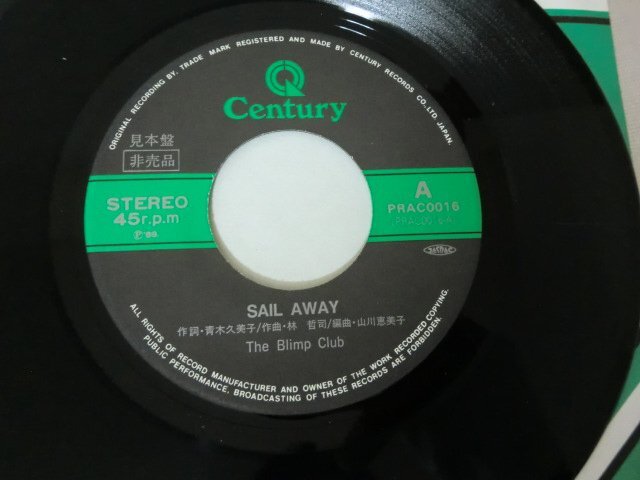 ORIGINAL RECORDING BY, TRADE MARK REGISTERED AND MADE BY CENTURY RECORDS CO., LTD. JAPAN.
Century
見本盤
非売品
STEREO
45r.p.m
Ⓟ'89
A
PRAC0016
(PRAC0016-A)
SAIL AWAY
作詞・青木久美子/作曲・林 哲司/編曲・山川恵美子
The Blimp Club
ALL RIGHTS OF RECORD MANUFACTURER AND OWNER OF THE WORK RECORDED COPYING,
PUBLIC PERFORMANCE, BROADCASTING OF THESE RECORDS ARE FORBIDDEN.